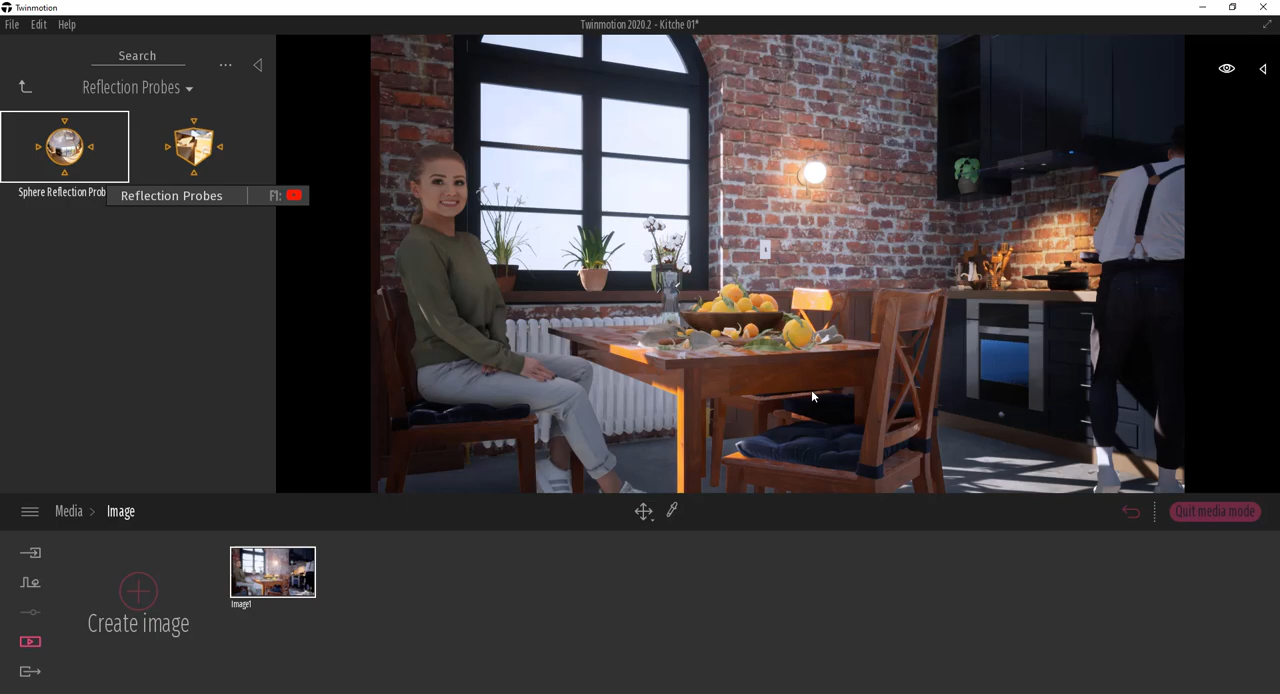 Twinmotion
File Edit Help
Twinmotion 2020.2 - Kitche 01*
Search
...
Reflection Probes
Sphere Reflection Prob
Reflection Probes F1:
Media > Image
Quit media mode
Create image
Image1